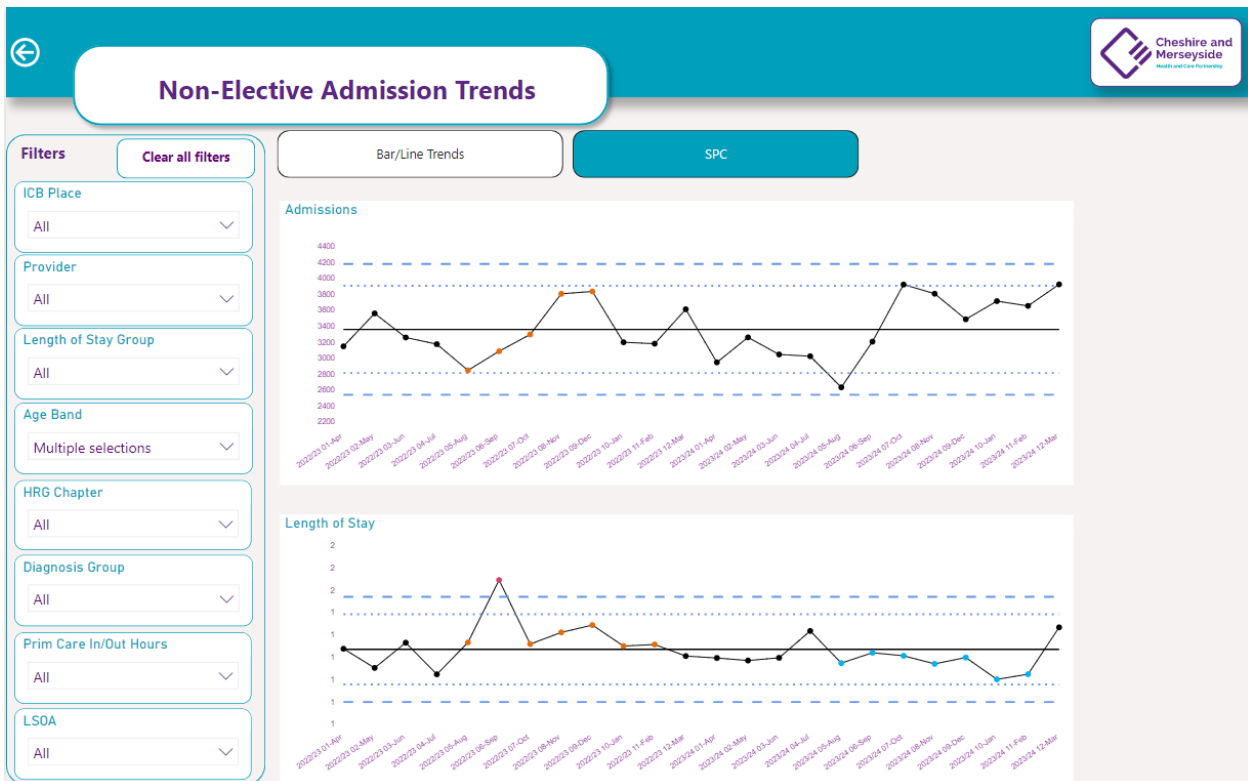 Non-Elective Admission Trends
Cheshire and
Merseyside
Health and Care Partnership
Filters
Clear all filters
ICB Place
All
Provider
All
Length of Stay Group
All
Age Band
Multiple selections
HRG Chapter
All
Diagnosis Group
All
Prim Care In/Out Hours
All
LSOA
All
Bar/Line Trends
SPC
Admissions
4400
4200
4000
3800
3600
3400
3200
3000
2800
2600
2400
2200
2022/23 01-Apr
2022/23 02-May
2022/23 03-Jun
2022/23 04-Jul
2022/23 05-Aug
2022/23 06-Sep
2022/23 07-Oct
2022/23 08-Nov
2022/23 09-Dec
2022/23 10-Jan
2022/23 11-Feb
2022/23 12-Mar
2023/24 01-Apr
2023/24 02-May
2023/24 03-Jun
2023/24 04-Jul
2023/24 05-Aug
2023/24 06-Sep
2023/24 07-Oct
2023/24 08-Nov
2023/24 09-Dec
2023/24 10-Jan
2023/24 11-Feb
2023/24 12-Mar
Length of Stay
2
2
2
1
1
1
1
1
1
2022/23 01-Apr
2022/23 02-May
2022/23 03-Jun
2022/23 04-Jul
2022/23 05-Aug
2022/23 06-Sep
2022/23 07-Oct
2022/23 08-Nov
2022/23 09-Dec
2022/23 10-Jan
2022/23 11-Feb
2022/23 12-Mar
2023/24 01-Apr
2023/24 02-May
2023/24 03-Jun
2023/24 04-Jul
2023/24 05-Aug
2023/24 06-Sep
2023/24 07-Oct
2023/24 08-Nov
2023/24 09-Dec
2023/24 10-Jan
2023/24 11-Feb
2023/24 12-Mar